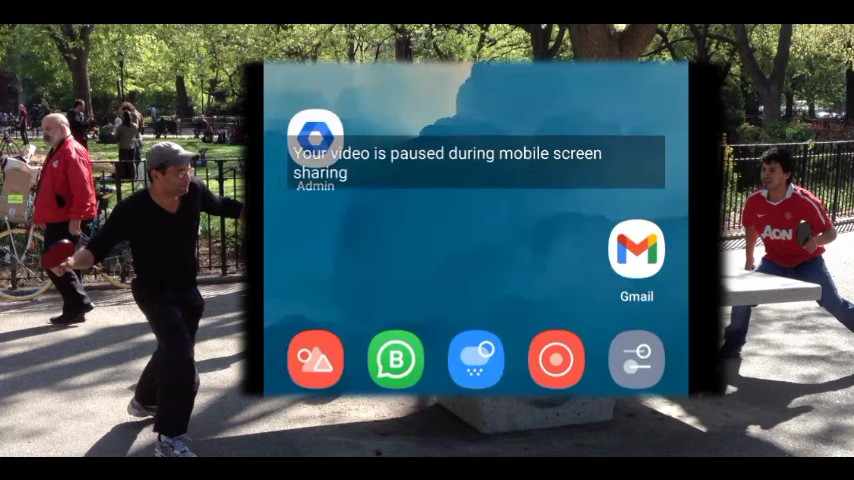 Your video is paused during mobile screen
sharing
Admin
Gmail
B
AON